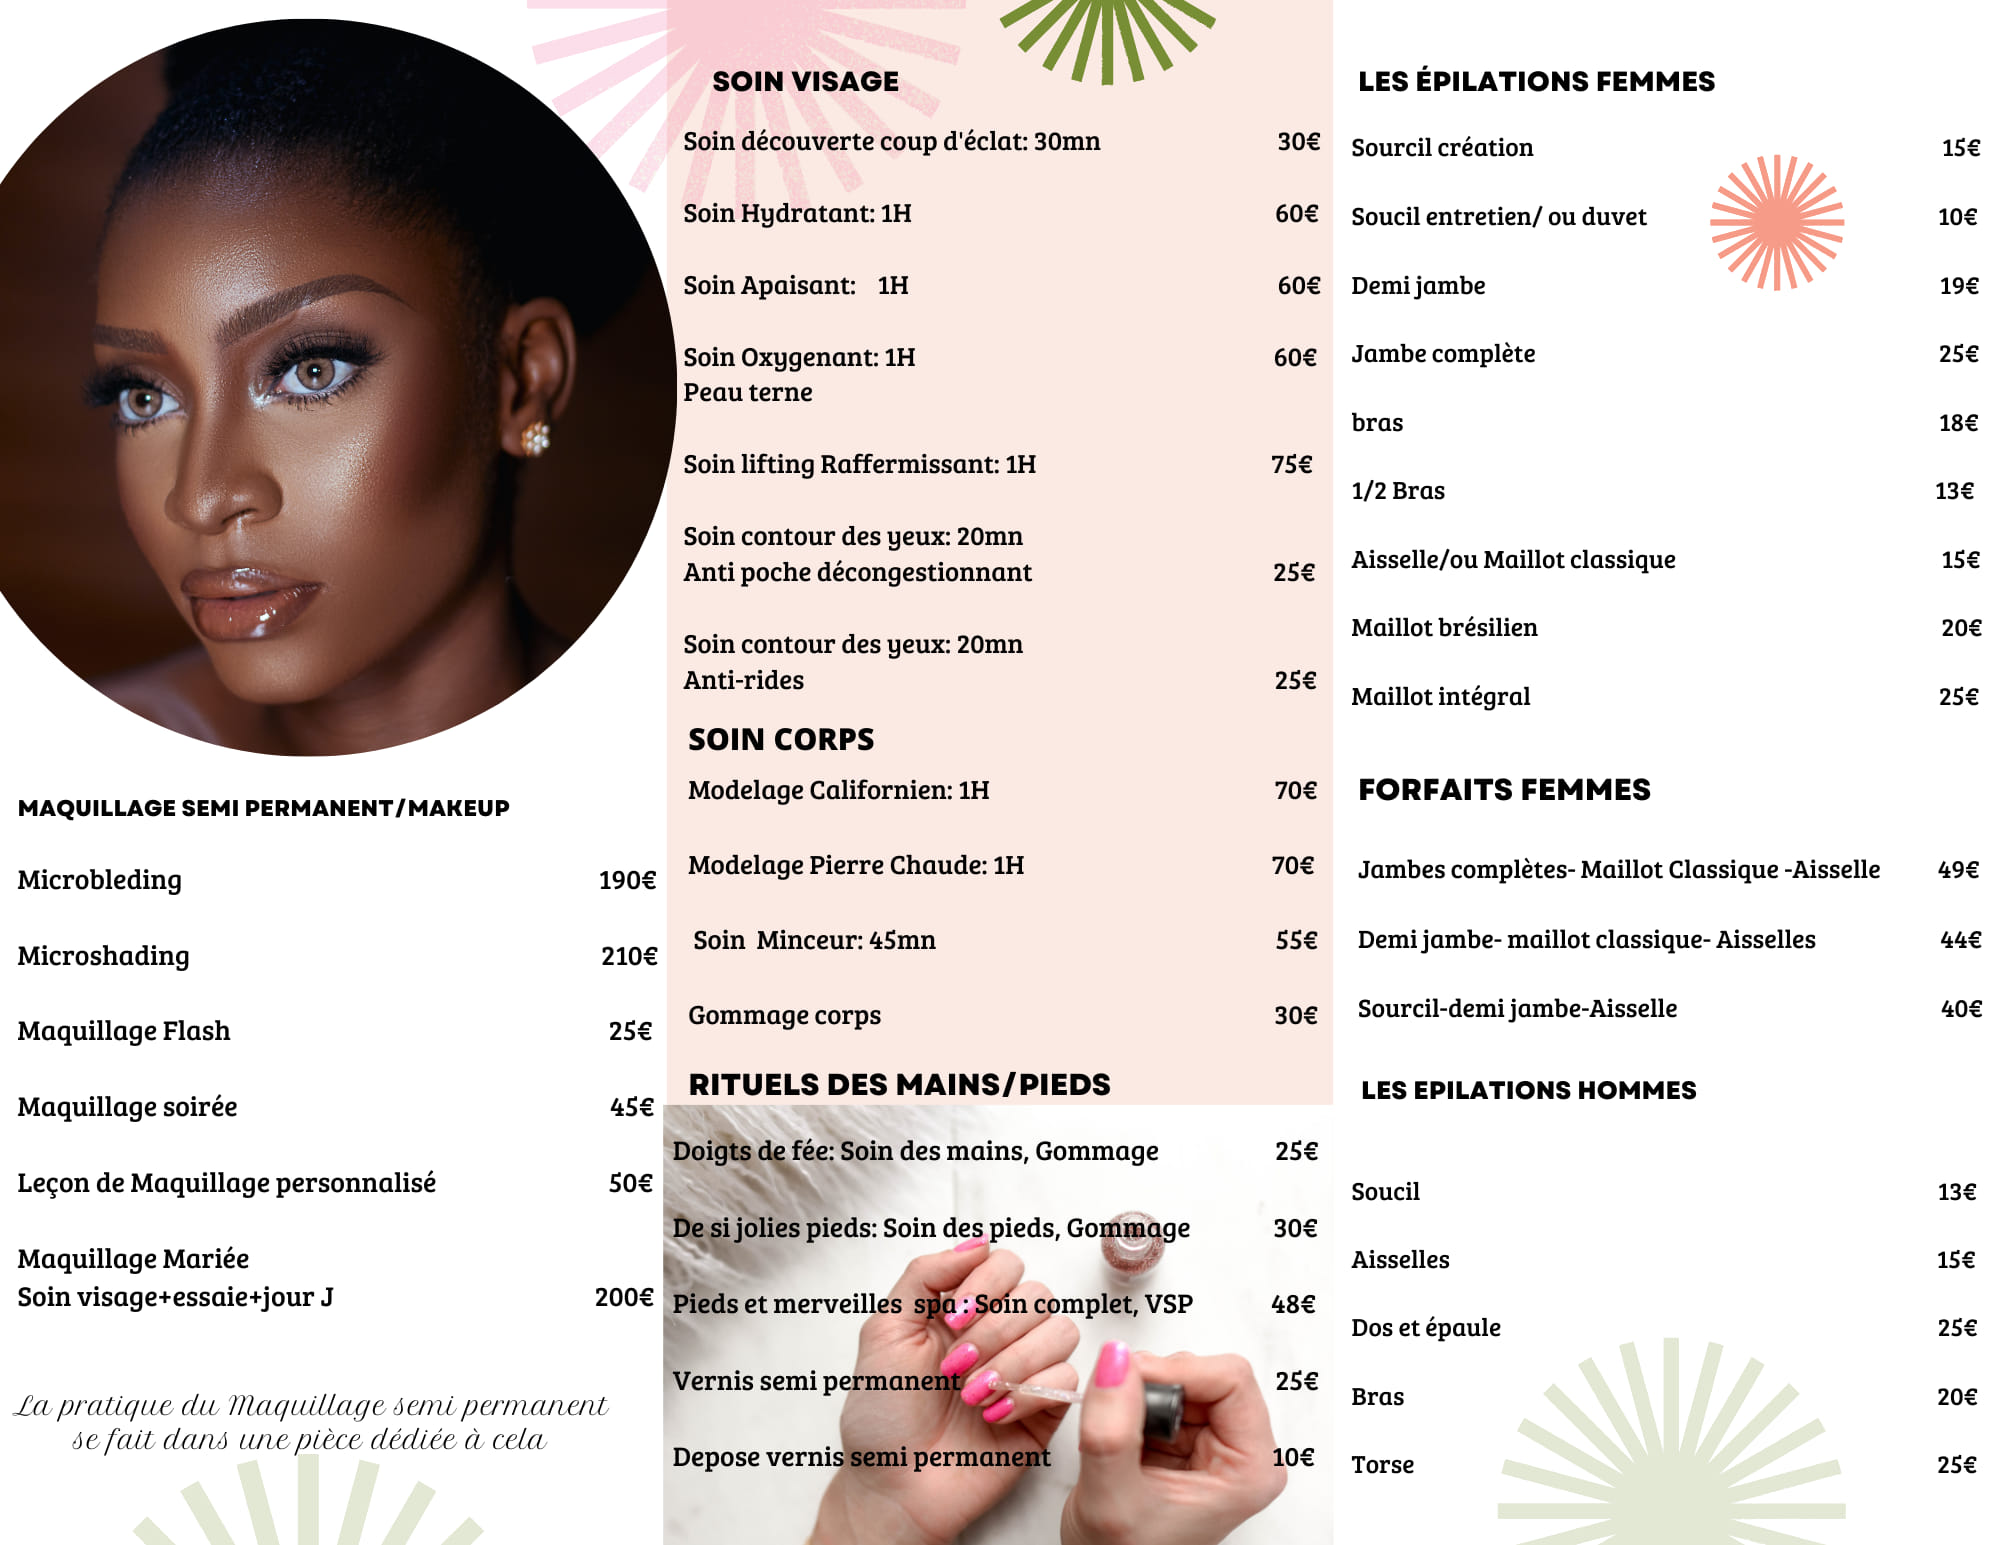 MAQUILLAGE SEMI PERMANENT/MAKEUP
Microbleding 190€
Microshading 210€
Maquillage Flash 25€
Maquillage soirée 45€
Leçon de Maquillage personnalisé 50€
Maquillage Mariée
Soin visage+essaie+jour J 200€
La pratique du Maquillage semi permanent
se fait dans une pièce dédiée à cela
SOIN VISAGE
Soin découverte coup d'éclat: 30mn 30€
Soin Hydratant: 1H 60€
Soin Apaisant: 1H 60€
Soin Oxygenant: 1H 60€
Peau terne
Soin lifting Raffermissant: 1H 75€
Soin contour des yeux: 20mn
Anti poche décongestionnant 25€
Soin contour des yeux: 20mn
Anti-rides 25€
SOIN CORPS
Modelage Californien: 1H 70€
Modelage Pierre Chaude: 1H 70€
Soin Minceur: 45mn 55€
Gommage corps 30€
RITUELS DES MAINS/PIEDS
Doigts de fée: Soin des mains, Gommage 25€
De si jolies pieds: Soin des pieds, Gommage 30€
Pieds et merveilles spa : Soin complet, VSP 48€
Vernis semi permanent 25€
Depose vernis semi permanent 10€
LES ÉPILATIONS FEMMES
Sourcil création 15€
Soucil entretien/ ou duvet 10€
Demi jambe 19€
Jambe complète 25€
bras 18€
1/2 Bras 13€
Aisselle/ou Maillot classique 15€
Maillot brésilien 20€
Maillot intégral 25€
FORFAITS FEMMES
Jambes complètes- Maillot Classique -Aisselle 49€
Demi jambe- maillot classique- Aisselles 44€
Sourcil-demi jambe-Aisselle 40€
LES EPILATIONS HOMMES
Soucil 13€
Aisselles 15€
Dos et épaule 25€
Bras 20€
Torse 25€